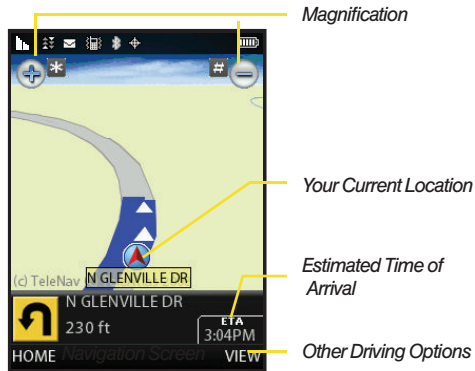 Magnification
* #
Your Current Location
(c) TeleNav N GLENVILLE DR
Estimated Time of
Arrival
N GLENVILLE DR
230 ft
ETA
3:04PM
HOME Navigation Screen VIEW
Other Driving Options